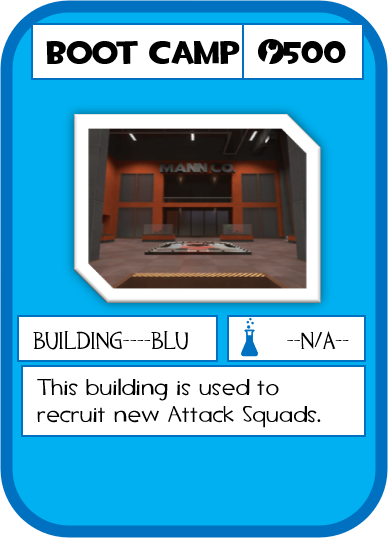 BOOT CAMP 500
MANN CO.
BUILDING----BLU --N/A--
This building is used to
recruit new Attack Squads.